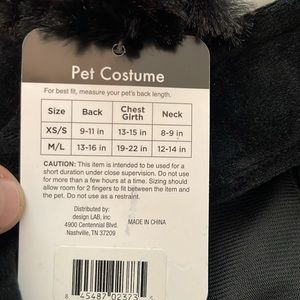 Pet Costume
For best fit, measure your pet's back length.
Size Back Chest Girth Neck
XS/S 9-11 in 13-15 in 8-9 in
M/L 13-16 in 19-22 in 12-14 in
CAUTION: This item is intended to be used for a
short duration under close supervision. Do not use
for more than a few hours at a time. Sizing should
allow room for 2 fingers to fit between the item and
the pet. Do not use as a restraint.
Distributed by:
design LAB, inc
4900 Centennial Blvd.
Nashville, TN 37209
MADE IN CHINA
8 45487 02373 5